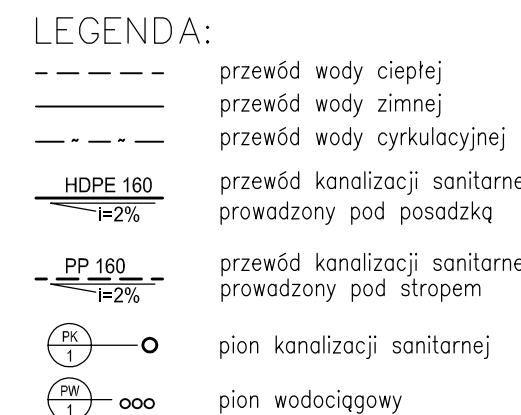 LEGENDA:
przewód wody ciepłej
przewód wody zimnej
~ ~ przewód wody cyrkulacyjnej
HDPE 160 przewód kanalizacji sanitarne
i=2% prowadzony pod posadzką
PP 160 przewód kanalizacji sanitarne
i=2% prowadzony pod stropem
PK
1 pion kanalizacji sanitarnej
PW
1 pion wodociągowy